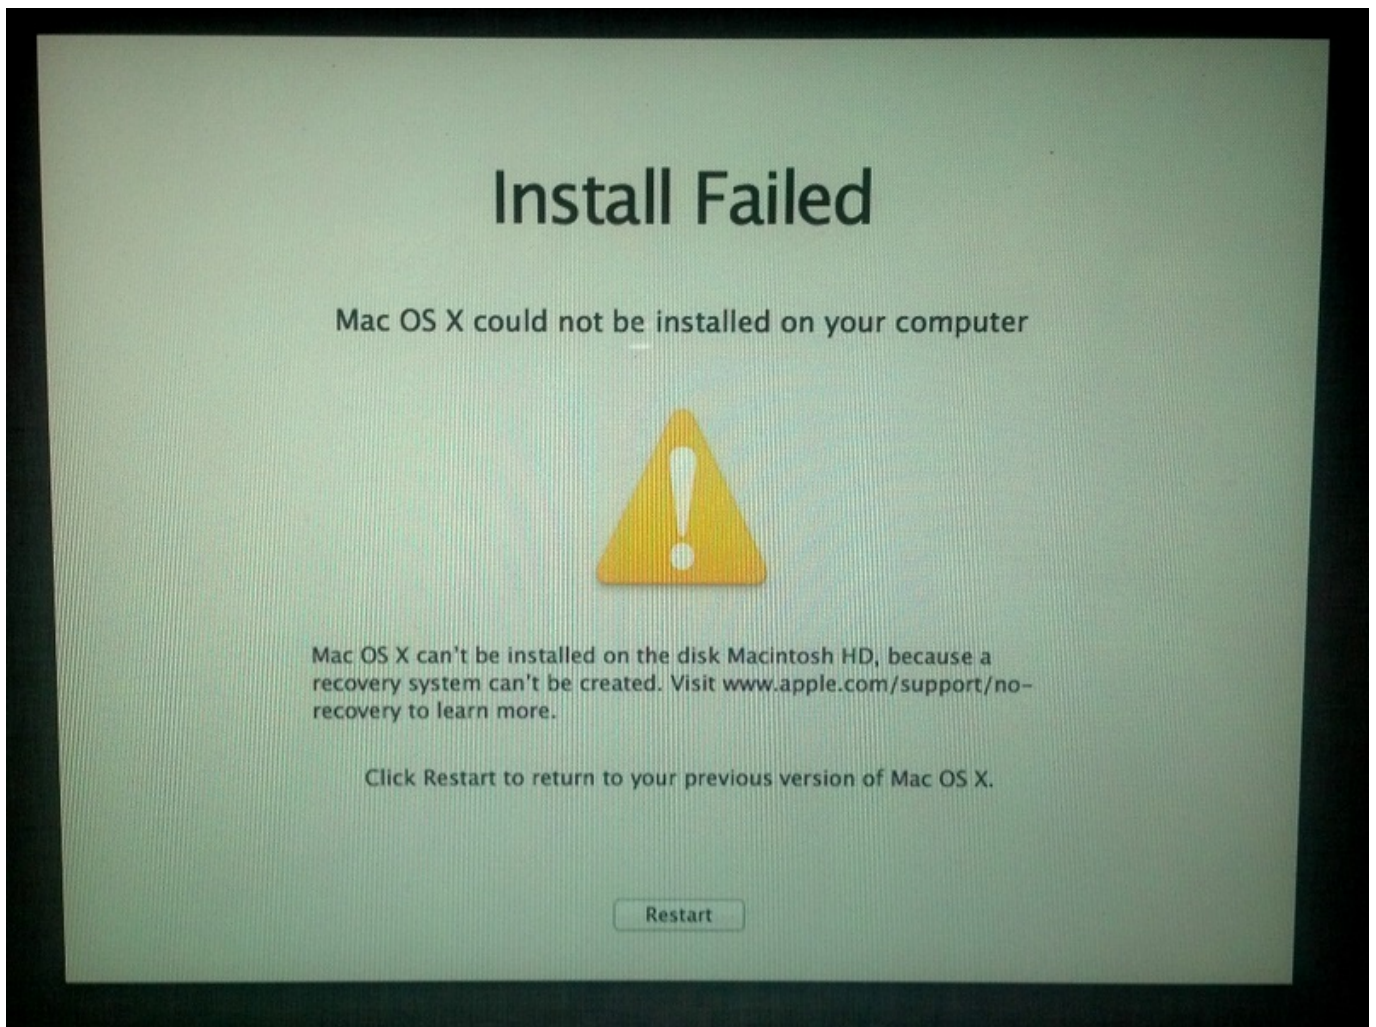 Install Failed
Mac OS X could not be installed on your computer
Mac OS X can't be installed on the disk Macintosh HD, because a
recovery system can't be created. Visit www.apple.com/support/no-
recovery to learn more.
Click Restart to return to your previous version of Mac OS X.
Restart